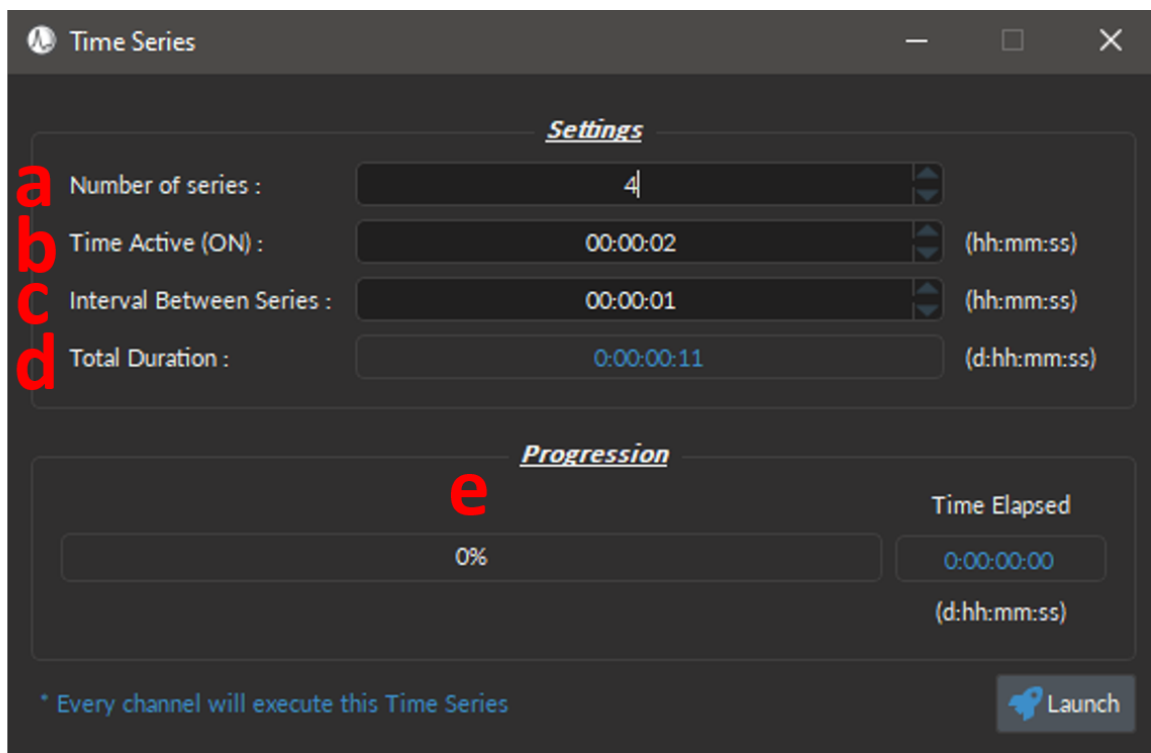 Time Series
Settings
a Number of series : 4
b Time Active (ON) : 00:00:02 (hh:mm:ss)
c Interval Between Series : 00:00:01 (hh:mm:ss)
d Total Duration : 0:00:00:11 (d:hh:mm:ss)
Progression
e
Time Elapsed
0% 0:00:00:00
(d:hh:mm:ss)
* Every channel will execute this Time Series Launch